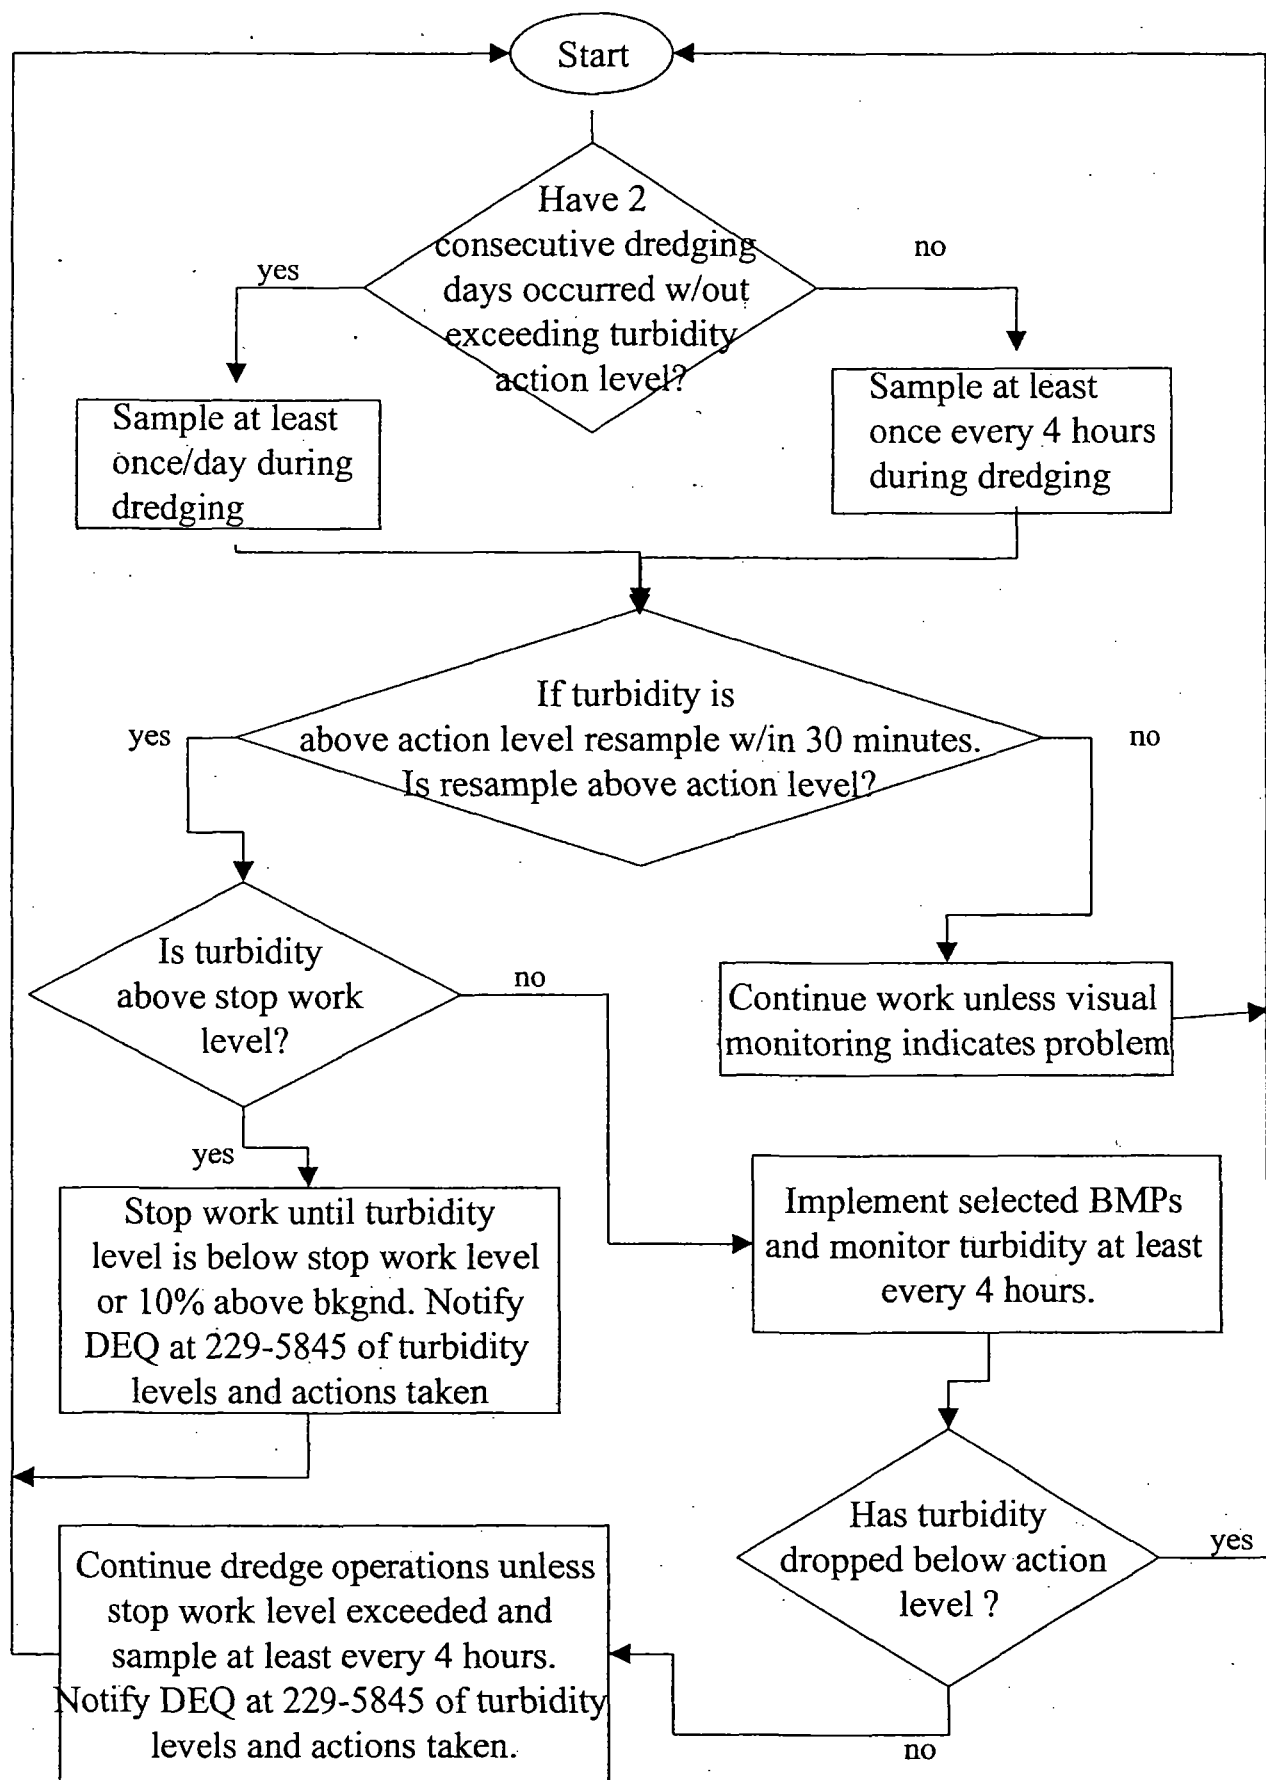 Start
Have 2
consecutive dredging
days occurred w/out
exceeding turbidity
action level?
yes
no
Sample at least
once/day during
dredging
Sample at least
once every 4 hours
during dredging
If turbidity is
above action level resample w/in 30 minutes.
Is resample above action level?
yes
no
Is turbidity
above stop work
level?
no
yes
Continue work unless visual
monitoring indicates problem
Stop work until turbidity
level is below stop work level
or 10% above bkgnd. Notify
DEQ at 229-5845 of turbidity
levels and actions taken
Implement selected BMPs
and monitor turbidity at least
every 4 hours.
Has turbidity
dropped below action
level ?
yes
no
Continue dredge operations unless
stop work level exceeded and
sample at least every 4 hours.
Notify DEQ at 229-5845 of turbidity
levels and actions taken.